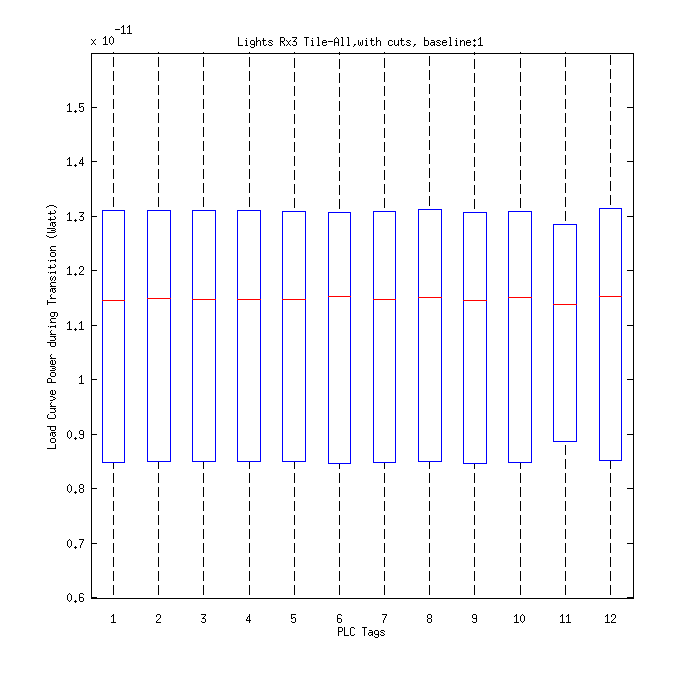 x 10^-11
Lights Rx3 Tile-All,with cuts, baseline:1
Load Curve Power during Transition (Watt)
1.5
1.4
1.3
1.2
1.1
1
0.9
0.8
0.7
0.6
1 2 3 4 5 6 7 8 9 10 11 12
PLC Tags